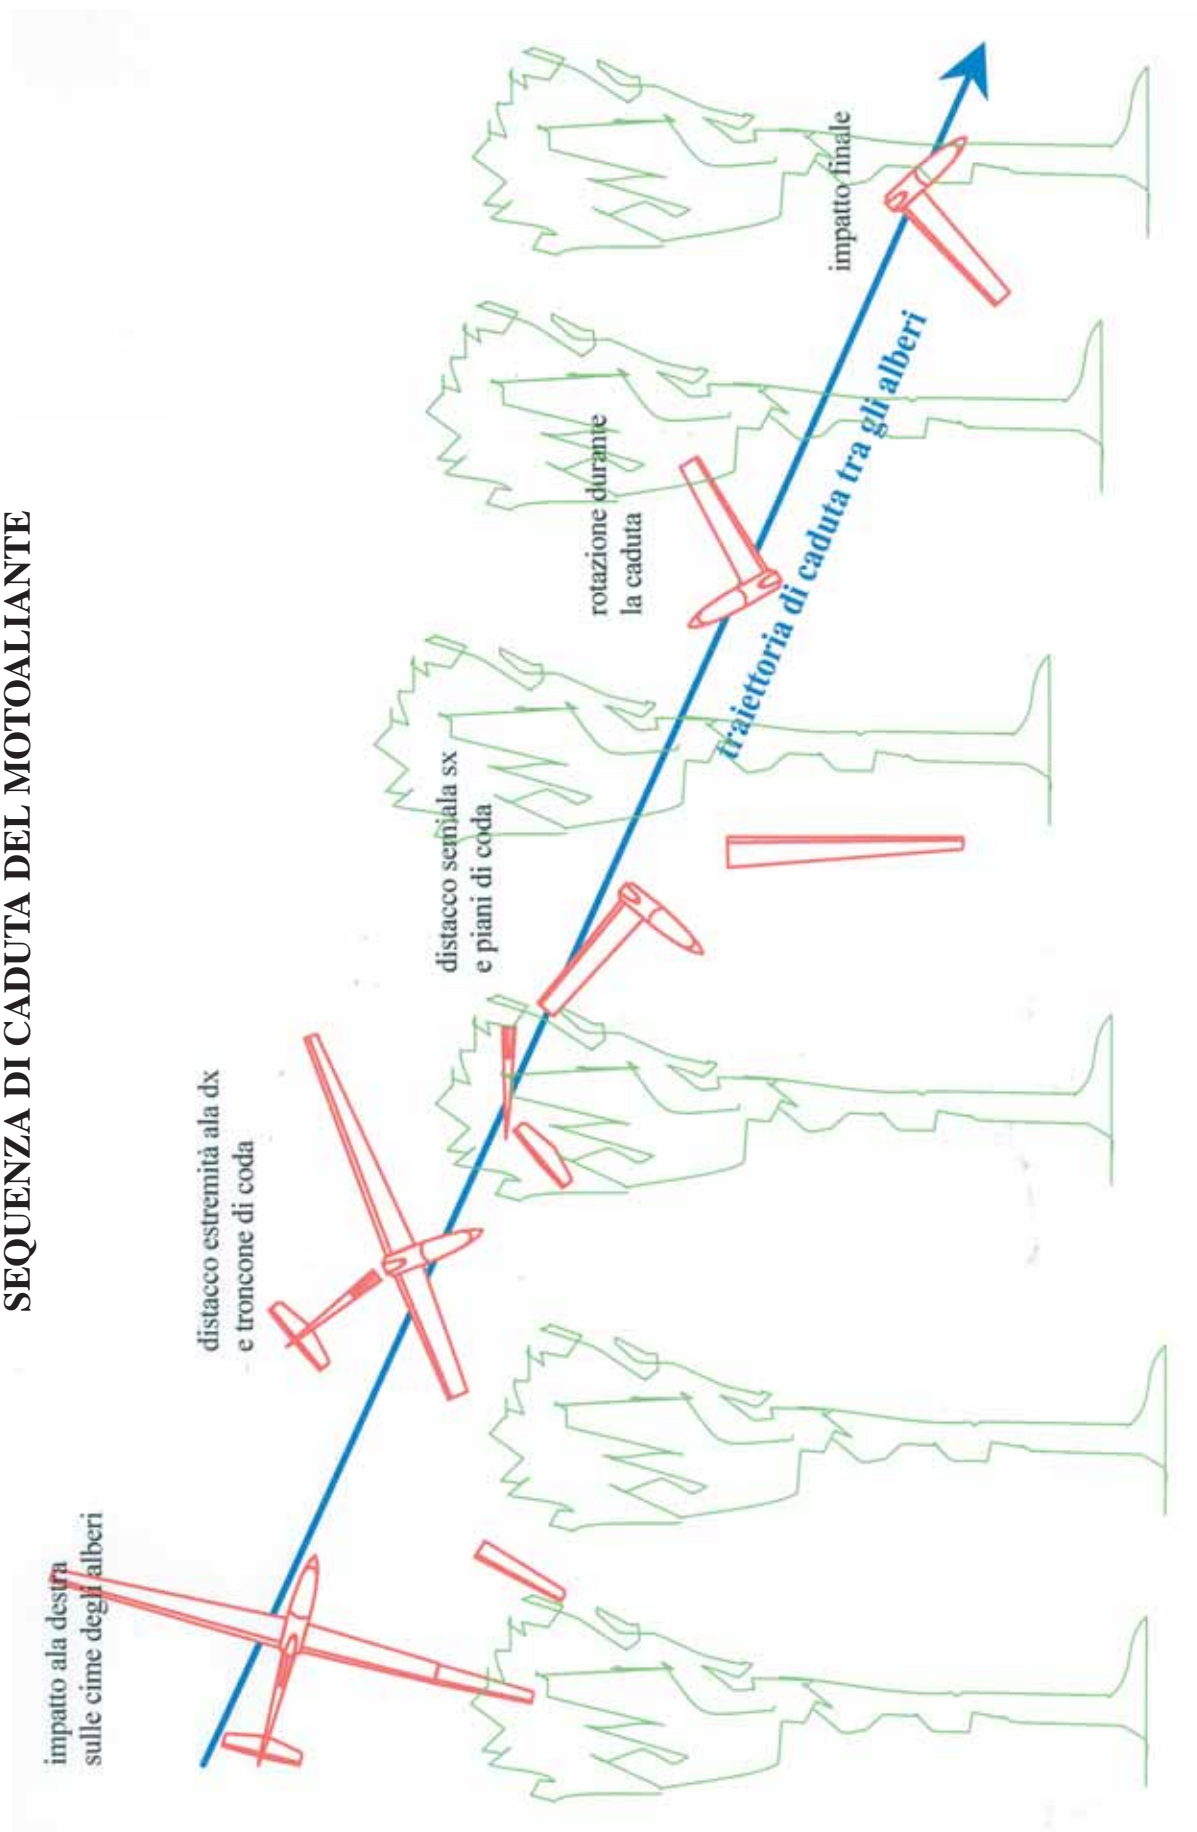 SEQUENZA DI CADUTA DEL MOTOALIANTE
impatto ala destra
sulle cime degli alberi
distacco estremità ala dx
e troncone di coda
distacco semiala sx
e piani di coda
rotazione durante
la caduta
traiettoria di caduta tra gli alberi
impatto finale